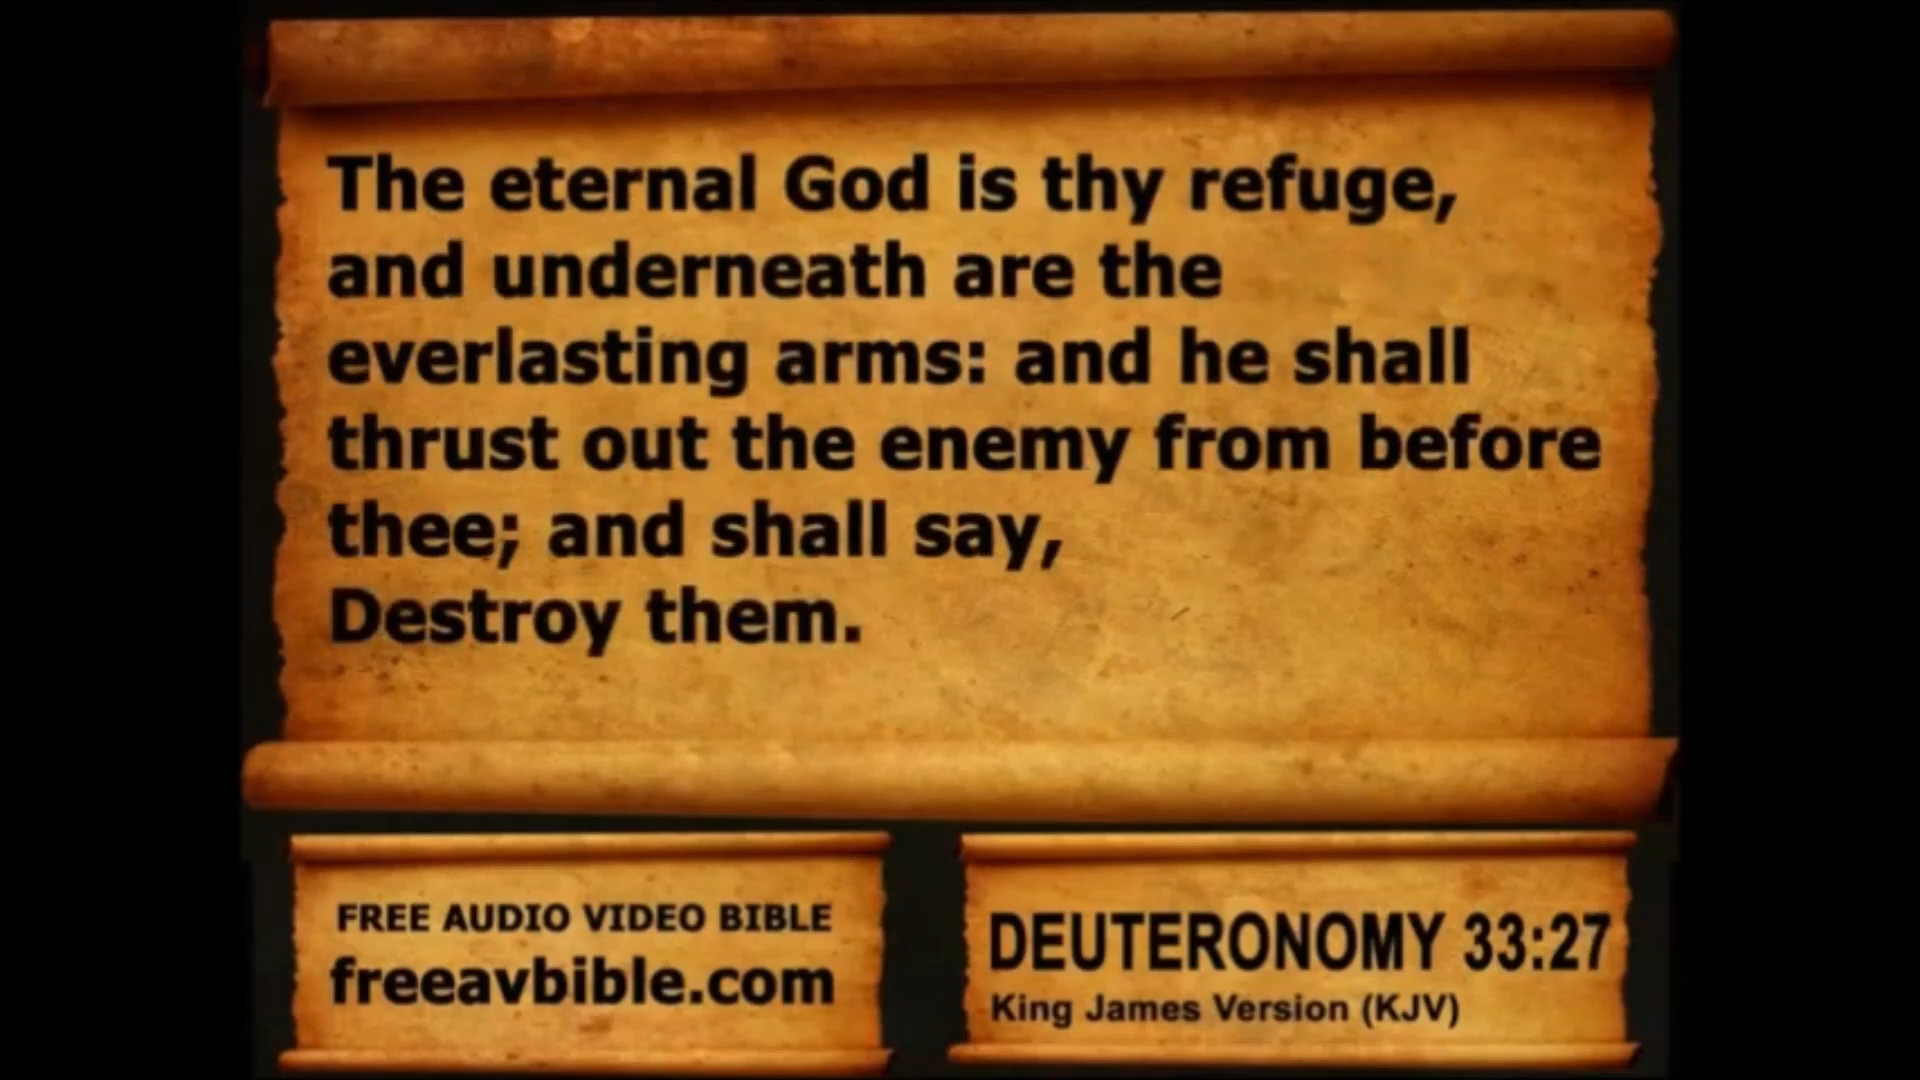 The eternal God is thy refuge,
and underneath are the
everlasting arms: and he shall
thrust out the enemy from before
thee; and shall say,
Destroy them.
FREE AUDIO VIDEO BIBLE
freeavbible.com
DEUTERONOMY 33:27
King James Version (KJV)